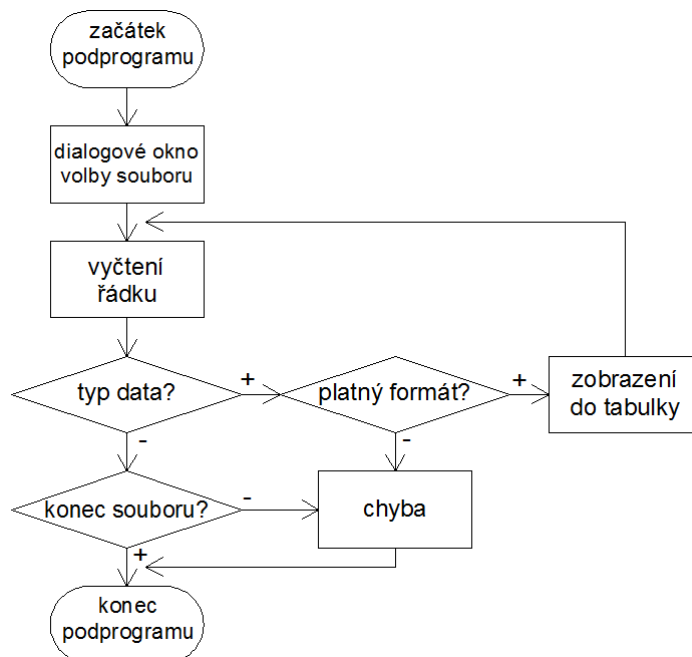 začátek
podprogramu
dialogové okno
volby souboru
vyčtení
řádku
typ data?
+
platný formát?
+
zobrazení
do tabulky
-
-
konec souboru?
-
chyba
+
konec
podprogramu